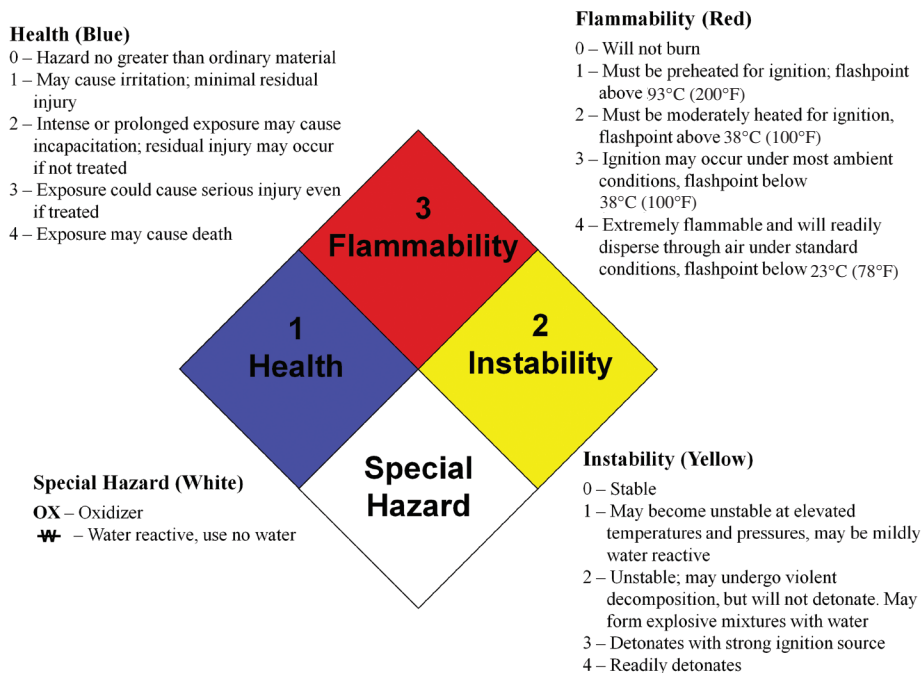 Health (Blue)
0 – Hazard no greater than ordinary material
1 – May cause irritation; minimal residual
injury
2 – Intense or prolonged exposure may cause
incapacitation; residual injury may occur
if not treated
3 – Exposure could cause serious injury even
if treated
4 – Exposure may cause death
Flammability (Red)
0 – Will not burn
1 – Must be preheated for ignition; flashpoint
above 93°C (200°F)
2 – Must be moderately heated for ignition,
flashpoint above 38°C (100°F)
3 – Ignition may occur under most ambient
conditions, flashpoint below
38°C (100°F)
4 – Extremely flammable and will readily
disperse through air under standard
conditions, flashpoint below 23°C (78°F)
3
Flammability
1
Health
2
Instability
Special
Hazard
Special Hazard (White)
OX – Oxidizer
W – Water reactive, use no water
Instability (Yellow)
0 – Stable
1 – May become unstable at elevated
temperatures and pressures, may be mildly
water reactive
2 – Unstable; may undergo violent
decomposition, but will not detonate. May
form explosive mixtures with water
3 – Detonates with strong ignition source
4 – Readily detonates